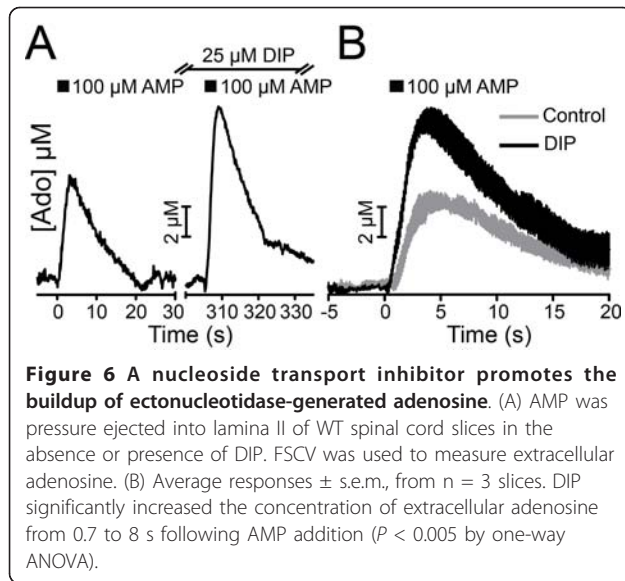 A
B
25 µM DIP
100 µM AMP
100 µM AMP
100 µM AMP
Control
DIP
[Ado] µM
2 µM
2 µM
0 10 20 30
310 320 330
-5 0 5 10 15 20
Time (s)
Time (s)
Time (s)
Figure 6 A nucleoside transport inhibitor promotes the
buildup of ectonucleotidase-generated adenosine. (A) AMP was
pressure ejected into lamina II of WT spinal cord slices in the
absence or presence of DIP. FSCV was used to measure extracellular
adenosine. (B) Average responses ± s.e.m., from n = 3 slices. DIP
significantly increased the concentration of extracellular adenosine
from 0.7 to 8 s following AMP addition (P < 0.005 by one-way
ANOVA).